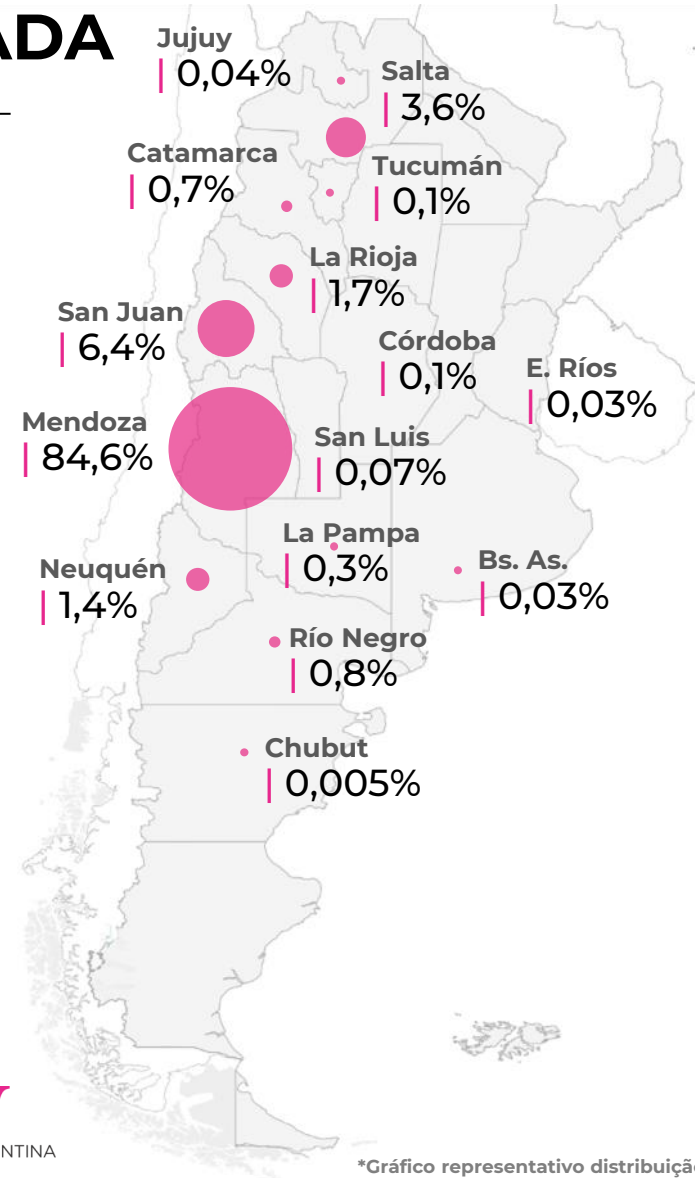 ADA
Jujuy
| 0,04%
Salta
| 3,6%
Catamarca
| 0,7%
Tucumán
| 0,1%
La Rioja
| 1,7%
San Juan
| 6,4%
Córdoba
| 0,1%
E. Ríos
| 0,03%
Mendoza
| 84,6%
San Luis
| 0,07%
La Pampa
| 0,3%
Neuquén
| 1,4%
Bs. As.
| 0,03%
Río Negro
| 0,8%
Chubut
| 0,005%
NTINA
*Gráfico representativo distribuiçã